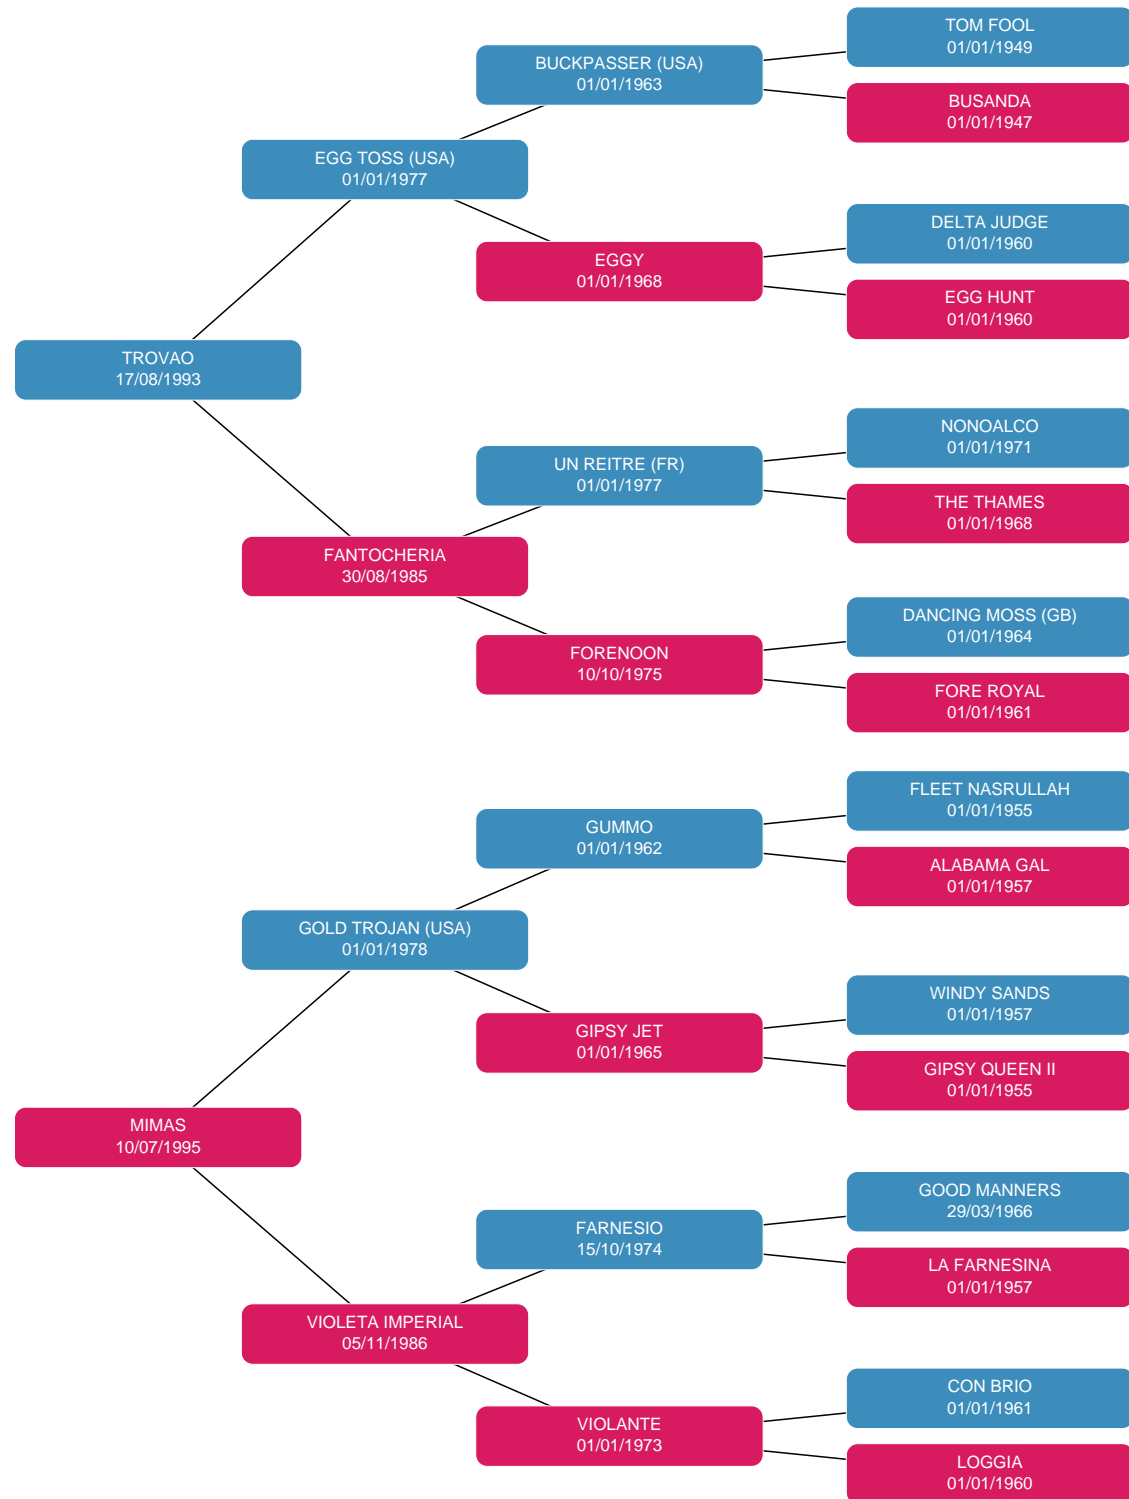 TOM FOOL
01/01/1949
BUCKPASSER (USA)
01/01/1963
BUSANDA
01/01/1947
EGG TOSS (USA)
01/01/1977
DELTA JUDGE
01/01/1960
EGGY
01/01/1968
EGG HUNT
01/01/1960
TROVAO
17/08/1993
NONOALCO
01/01/1971
UN REITRE (FR)
01/01/1977
THE THAMES
01/01/1968
FANTOCHERIA
30/08/1985
DANCING MOSS (GB)
01/01/1964
FORENOON
10/10/1975
FORE ROYAL
01/01/1961
FLEET NASRULLAH
01/01/1955
GUMMO
01/01/1962
ALABAMA GAL
01/01/1957
GOLD TROJAN (USA)
01/01/1978
WINDY SANDS
01/01/1957
GIPSY JET
01/01/1965
GIPSY QUEEN II
01/01/1955
MIMAS
10/07/1995
GOOD MANNERS
29/03/1966
FARNESIO
15/10/1974
LA FARNESINA
01/01/1957
VIOLETA IMPERIAL
05/11/1986
CON BRIO
01/01/1961
VIOLANTE
01/01/1973
LOGGIA
01/01/1960